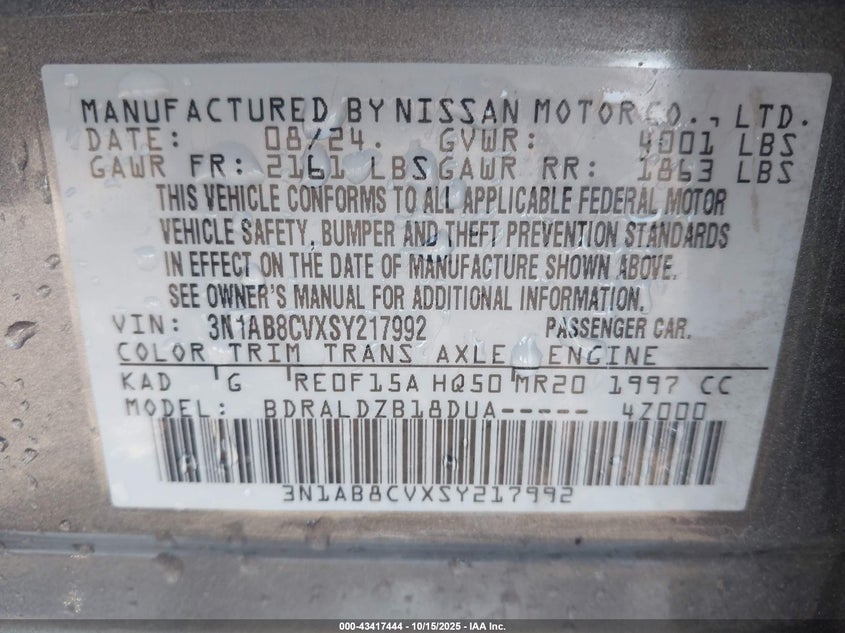 MANUFACTURED BY NISSAN MOTOR CO., LTD.
DATE: 08/24. GVWR: 4001 LBS
GAWR FR: 2161 LBS GAWR RR: 1863 LBS
THIS VEHICLE CONFORMS TO ALL APPLICABLE FEDERAL MOTOR
VEHICLE SAFETY, BUMPER AND THEFT PREVENTION STANDARDS
IN EFFECT ON THE DATE OF MANUFACTURE SHOWN ABOVE.
SEE OWNER'S MANUAL FOR ADDITIONAL INFORMATION.
VIN: 3N1AB8CVXSY217992 PASSENGER CAR.
COLOR TRIM TRANS AXLE ENGINE
KAD G RE0F15A HQ50 MR20 1997 CC
MODEL: BDRALDZB18DUA----- 4Z000
3N1AB8CVXSY217992
000-43417444 - 10/15/2025 - IAA Inc.